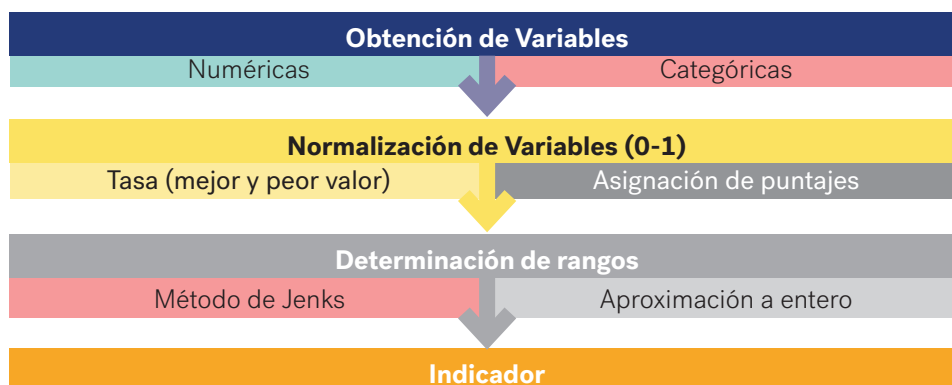 Obtención de Variables
Numéricas
Categóricas
Normalización de Variables (0-1)
Tasa (mejor y peor valor)
Asignación de puntajes
Determinación de rangos
Método de Jenks
Aproximación a entero
Indicador